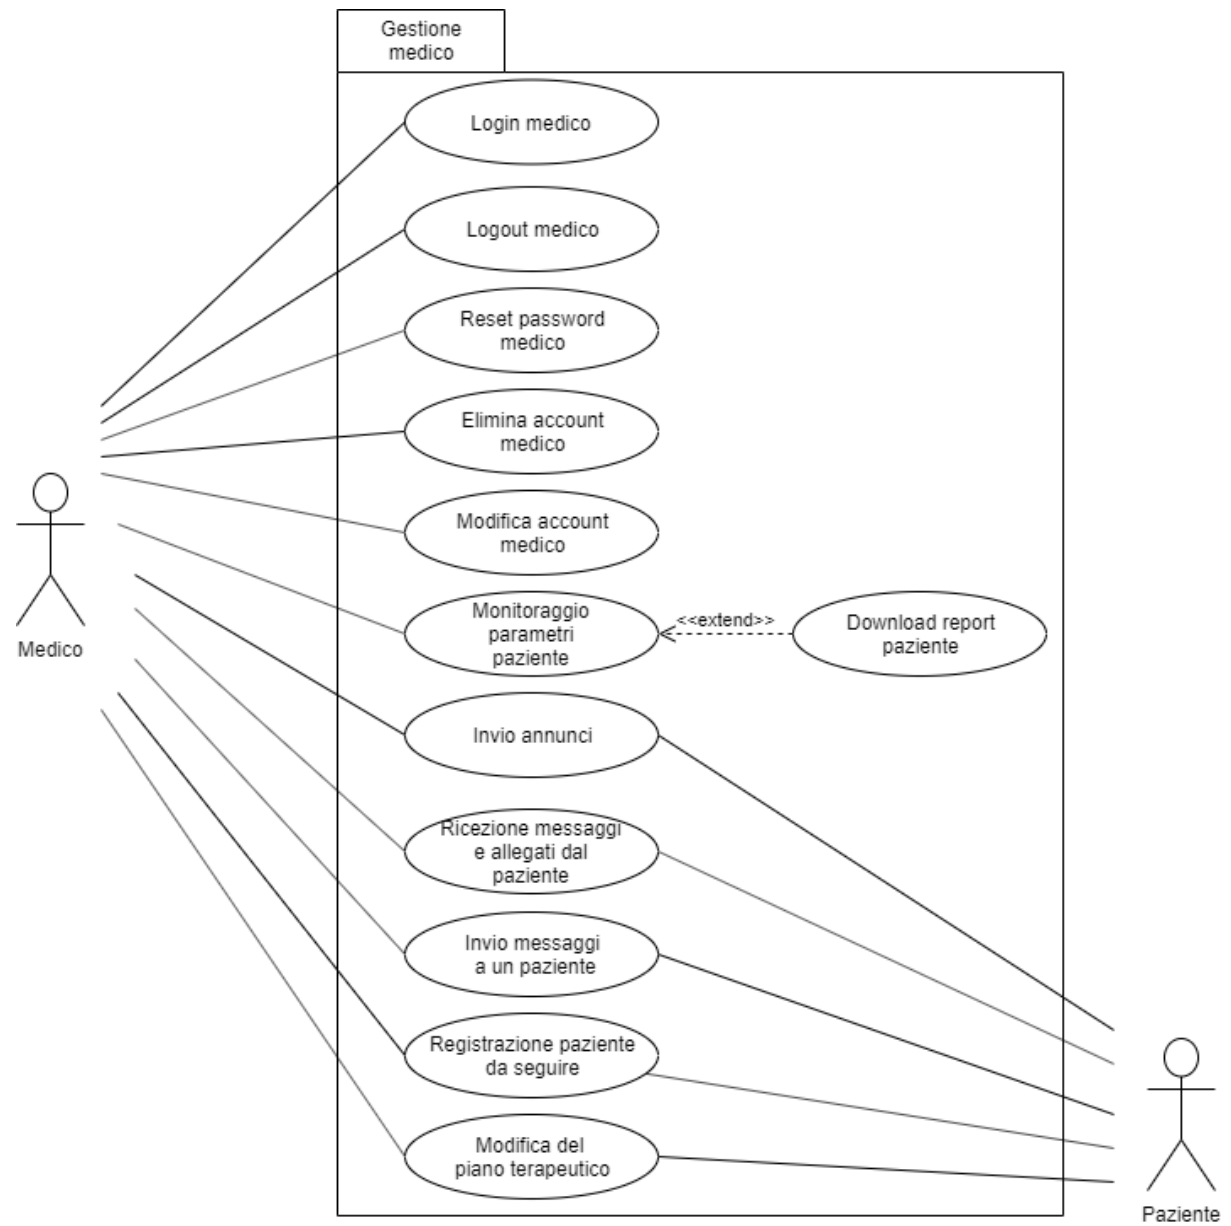 Gestione
medico
Login medico
Logout medico
Reset password
medico
Elimina account
medico
Modifica account
medico
Monitoraggio
parametri
paziente
<<extend>>
Download report
paziente
Medico
Invio annunci
Ricezione messaggi
e allegati dal
paziente
Invio messaggi
a un paziente
Registrazione paziente
da seguire
Modifica del
piano terapeutico
Paziente